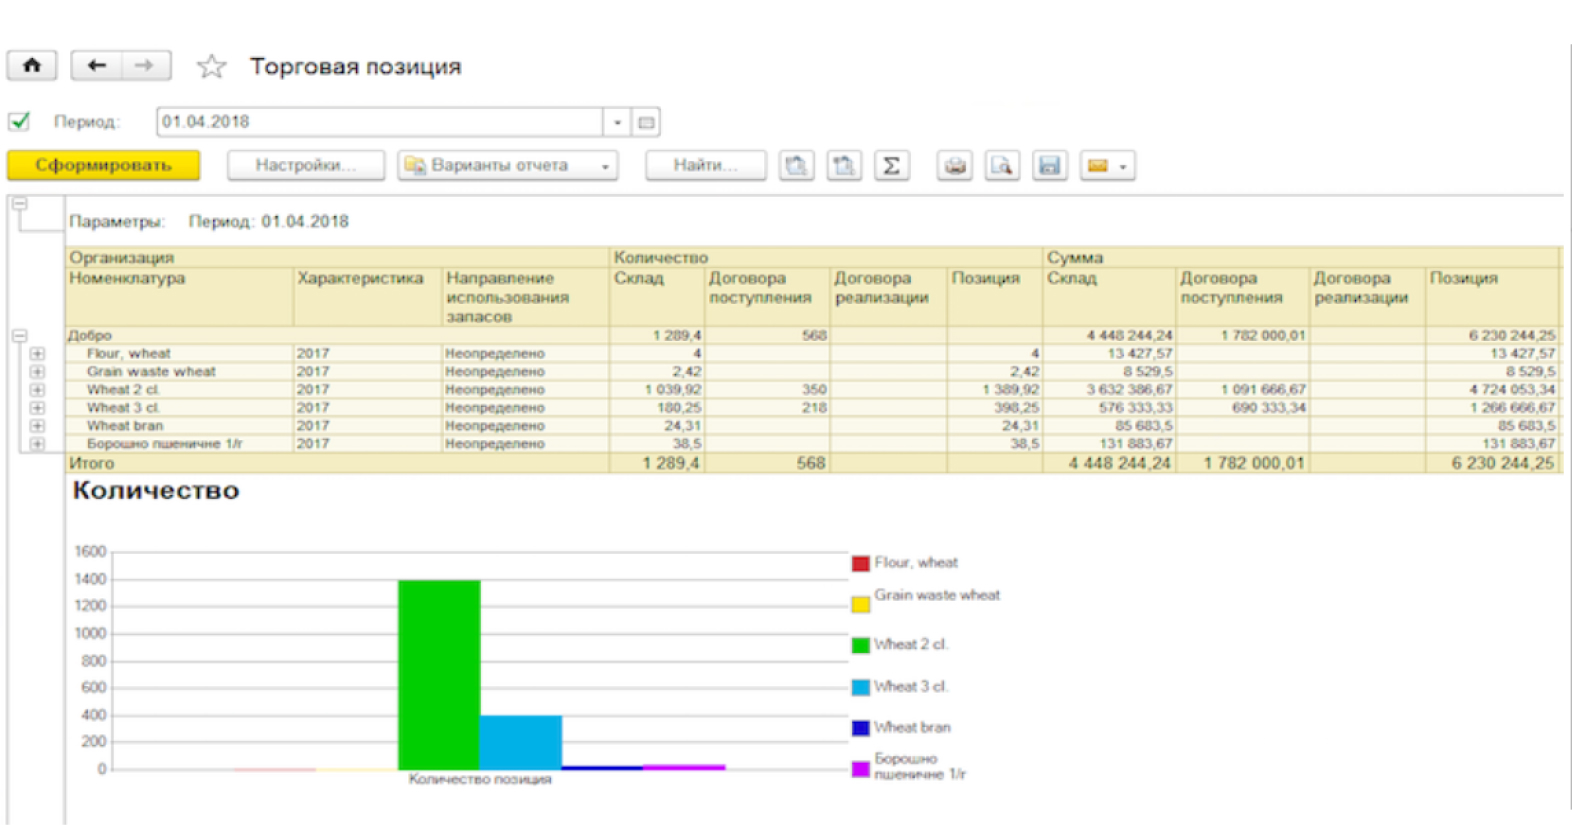 Торговая позиция
Период: 01.04.2018
Сформировать Настройки... Варианты отчета Найти... Σ
Параметры: Период: 01.04.2018
Организация Количество Сумма
Номенклатура Характеристика Направление использования запасов Склад Договора поступления Договора реализации Позиция Склад Договора поступления Договора реализации Позиция
Добро 1 289,4 568 4 448 244,24 1 782 000,01 6 230 244,25
Flour, wheat 2017 Неопределено 4 4 13 427,57 13 427,57
Grain waste wheat 2017 Неопределено 2,42 2,42 8 529,5 8 529,5
Wheat 2 cl. 2017 Неопределено 1 039,92 350 1 389,92 3 632 386,67 1 091 666,67 4 724 053,34
Wheat 3 cl. 2017 Неопределено 180,25 218 398,25 576 333,33 690 333,34 1 266 666,67
Wheat bran 2017 Неопределено 24,31 24,31 85 683,5 85 683,5
Борошно пшеничне 1/г 2017 Неопределено 38,5 38,5 131 883,67 131 883,67
Итого 1 289,4 568 4 448 244,24 1 782 000,01 6 230 244,25
Количество
1600
1400
1200
1000
800
600
400
200
0
Количество позиция
Flour, wheat
Grain waste wheat
Wheat 2 cl.
Wheat 3 cl.
Wheat bran
Борошно
пшеничне 1/г